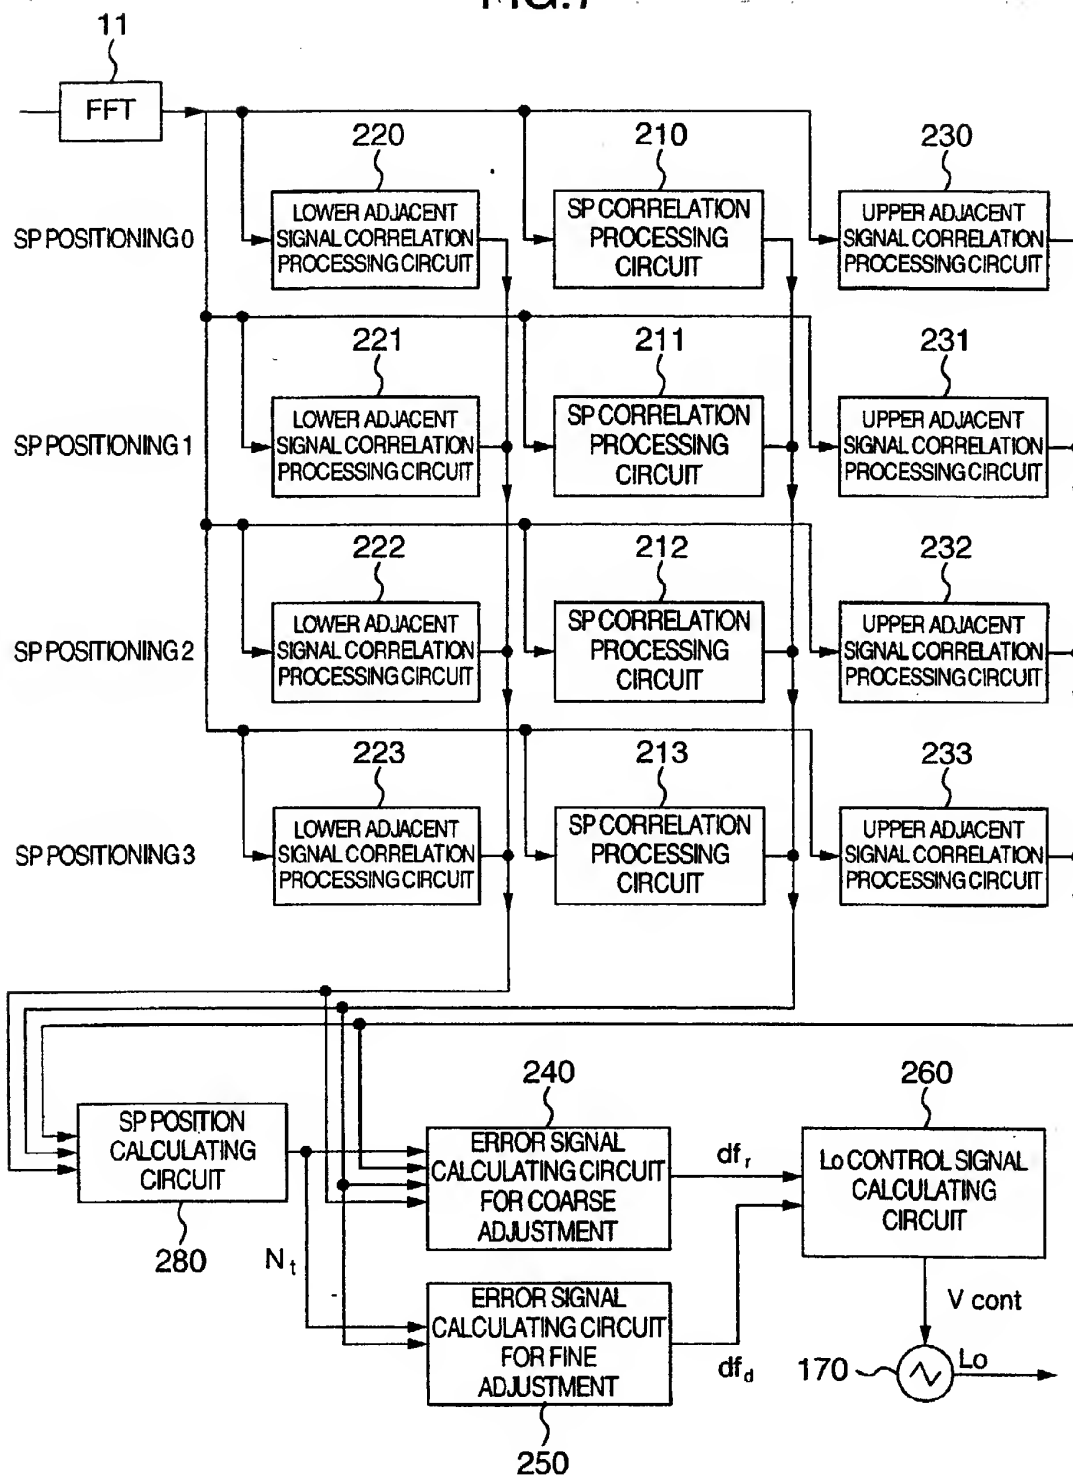 FIG.7
11
FFT
220
210
230
SP POSITIONING 0
LOWER ADJACENT
SIGNAL CORRELATION
PROCESSING CIRCUIT
SP CORRELATION
PROCESSING
CIRCUIT
UPPER ADJACENT
SIGNAL CORRELATION
PROCESSING CIRCUIT
221
211
231
SP POSITIONING 1
LOWER ADJACENT
SIGNAL CORRELATION
PROCESSING CIRCUIT
SP CORRELATION
PROCESSING
CIRCUIT
UPPER ADJACENT
SIGNAL CORRELATION
PROCESSING CIRCUIT
222
212
232
SP POSITIONING 2
LOWER ADJACENT
SIGNAL CORRELATION
PROCESSING CIRCUIT
SP CORRELATION
PROCESSING
CIRCUIT
UPPER ADJACENT
SIGNAL CORRELATION
PROCESSING CIRCUIT
223
213
233
SP POSITIONING 3
LOWER ADJACENT
SIGNAL CORRELATION
PROCESSING CIRCUIT
SP CORRELATION
PROCESSING
CIRCUIT
UPPER ADJACENT
SIGNAL CORRELATION
PROCESSING CIRCUIT
240
260
SP POSITION
CALCULATING
CIRCUIT
280
Nt
ERROR SIGNAL
CALCULATING CIRCUIT
FOR COARSE
ADJUSTMENT
dfr
Lo CONTROL SIGNAL
CALCULATING
CIRCUIT
ERROR SIGNAL
CALCULATING CIRCUIT
FOR FINE
ADJUSTMENT
dfd
250
V cont
170
Lo